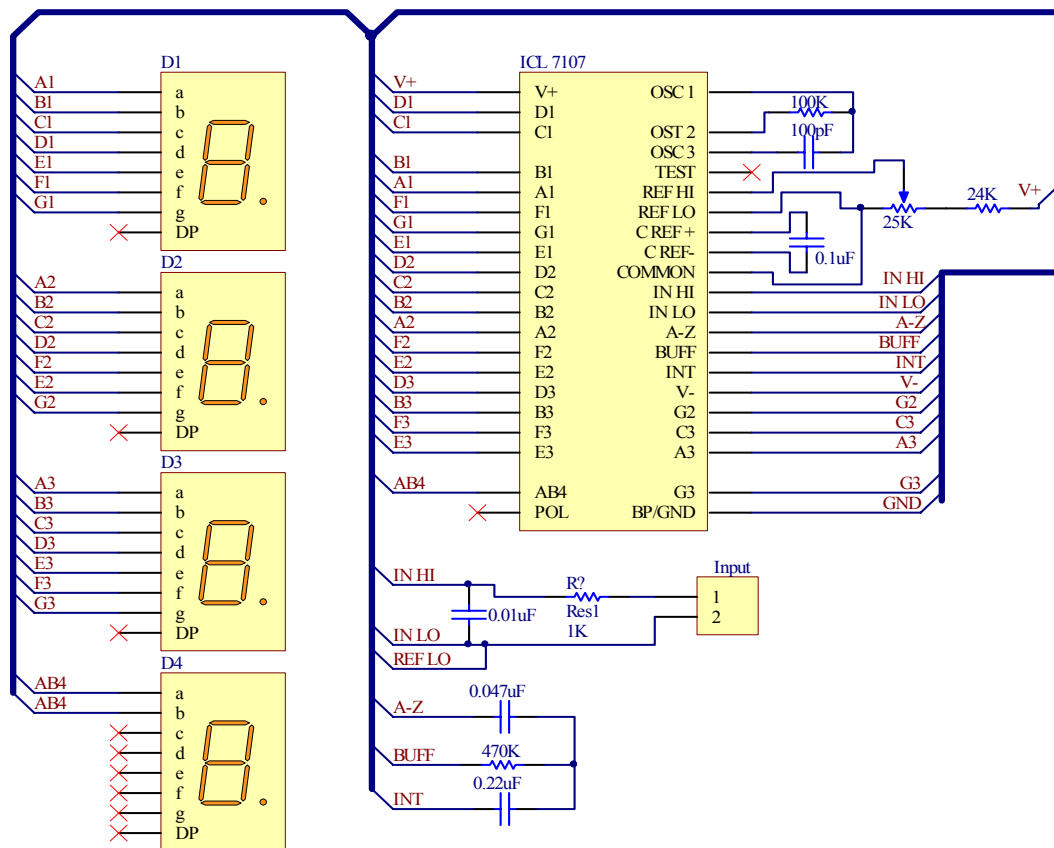 D1
A1 a
B1 b
C1 c
D1 d
E1 e
F1 f
G1 g
DP
D2
A2 a
B2 b
C2 c
D2 d
F2 e
E2 f
G2 g
DP
D3
A3 a
B3 b
C3 c
D3 d
E3 e
F3 f
G3 g
DP
D4
AB4 a
AB4 b
c
d
e
f
g
DP
ICL 7107
V+ V+ OSC 1
D1 D1
C1 C1 OST 2
OSC 3
B1 B1 TEST
A1 A1 REF HI
F1 F1 REF LO
G1 G1 C REF +
E1 E1 C REF-
D2 D2 COMMON
C2 C2 IN HI IN HI
B2 B2 IN LO IN LO
A2 A2 A-Z A-Z
F2 F2 BUFF BUFF
E2 E2 INT INT
D3 D3 V- V-
B3 B3 G2 G2
F3 F3 C3 C3
E3 E3 A3 A3
AB4 AB4 G3 G3
POL BP/GND GND
100K
100pF
25K
24K
V+
0.1uF
IN HI
R?
Res1
1K
0.01uF
Input
1
2
IN LO
REF LO
0.047uF
A-Z
BUFF
470K
0.22uF
INT